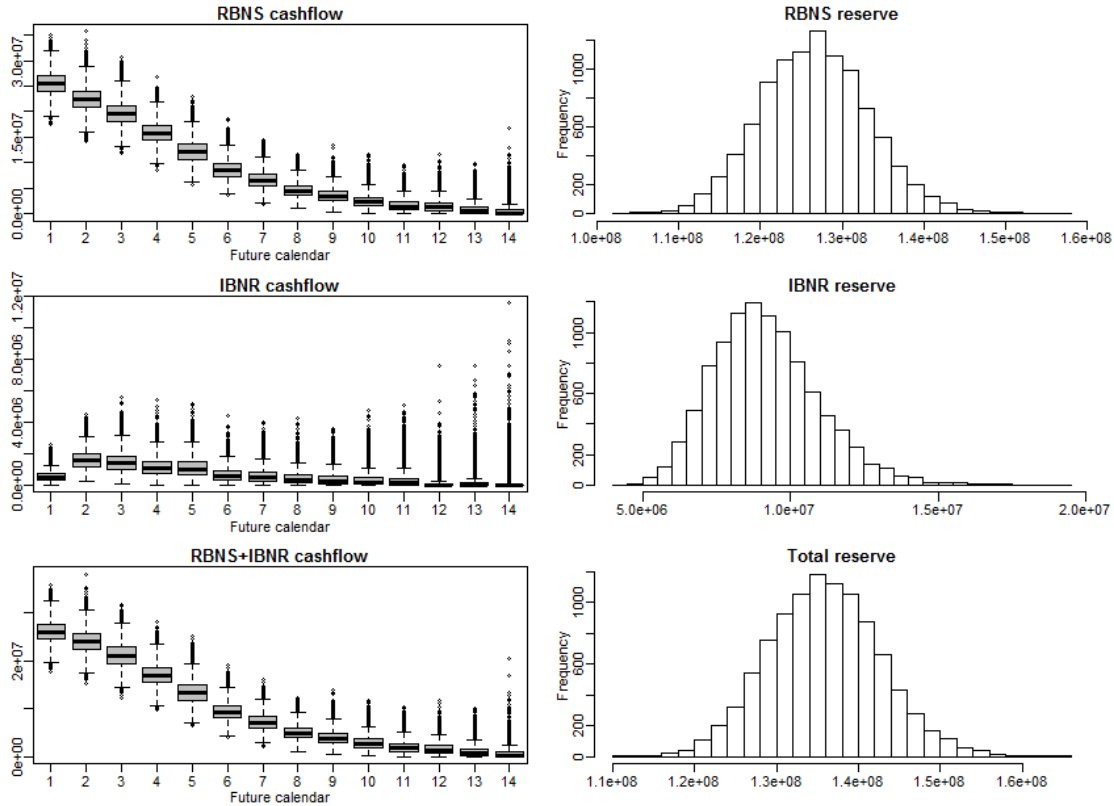 RBNS cashflow
0.0e+00 1.5e+07 3.0e+07
1 2 3 4 5 6 7 8 9 10 11 12 13 14
Future calendar
RBNS reserve
Frequency
0 200 600 1000
1.0e+08 1.1e+08 1.2e+08 1.3e+08 1.4e+08 1.5e+08 1.6e+08
IBNR cashflow
0.0e+00 4.0e+06 8.0e+06 1.2e+07
1 2 3 4 5 6 7 8 9 10 11 12 13 14
Future calendar
IBNR reserve
Frequency
0 200 600 1000
5.0e+06 1.0e+07 1.5e+07 2.0e+07
RBNS+IBNR cashflow
0e+00 2e+07
1 2 3 4 5 6 7 8 9 10 11 12 13 14
Future calendar
Total reserve
Frequency
0 200 600 1000
1.1e+08 1.2e+08 1.3e+08 1.4e+08 1.5e+08 1.6e+08